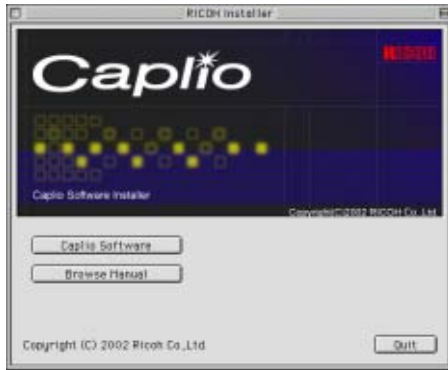 RICOH Installer
Caplio
RICOH
Caplio Software Installer
Copyright(C)2002 RICOH Co., Ltd.
Caplio Software
Browse Manual
Copyright (C) 2002 Ricoh Co.,Ltd
Quit